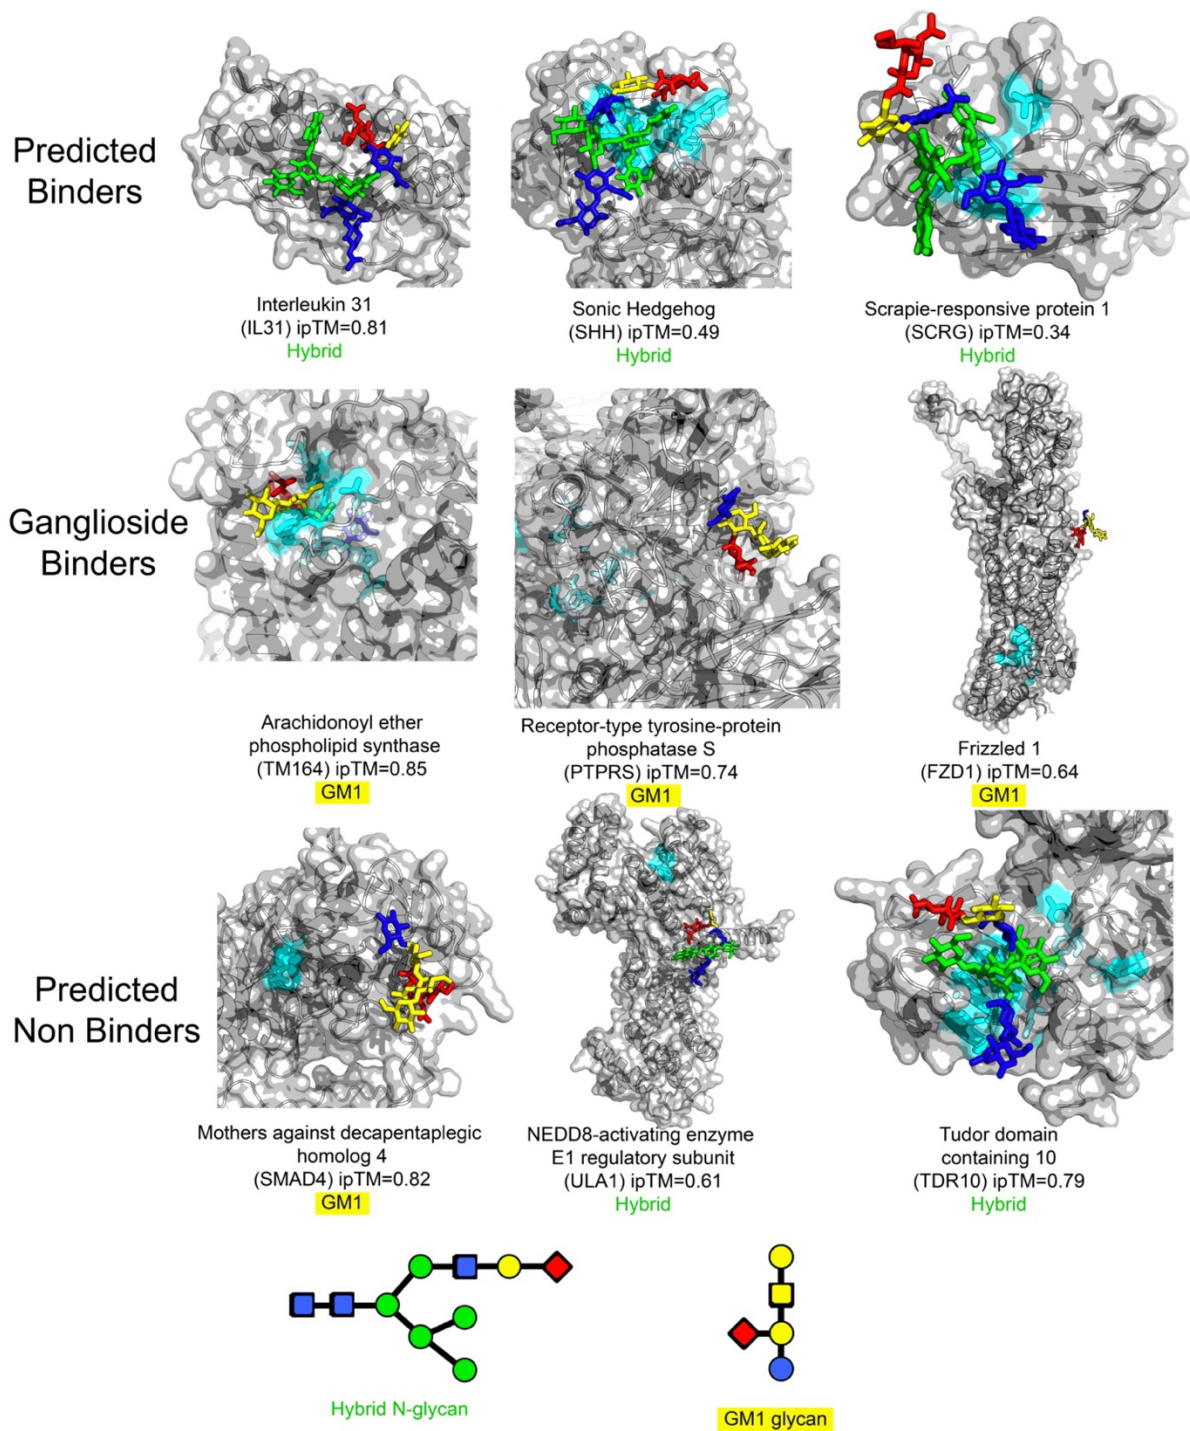 Predicted
Binders
Interleukin 31
(IL31) ipTM=0.81
Hybrid
Sonic Hedgehog
(SHH) ipTM=0.49
Hybrid
Scrapie-responsive protein 1
(SCRG) ipTM=0.34
Hybrid
Ganglioside
Binders
Arachidonoyl ether
phospholipid synthase
(TM164) ipTM=0.85
GM1
Receptor-type tyrosine-protein
phosphatase S
(PTPRS) ipTM=0.74
GM1
Frizzled 1
(FZD1) ipTM=0.64
GM1
Predicted
Non Binders
Mothers against decapentaplegic
homolog 4
(SMAD4) ipTM=0.82
GM1
NEDD8-activating enzyme
E1 regulatory subunit
(ULA1) ipTM=0.61
Hybrid
Tudor domain
containing 10
(TDR10) ipTM=0.79
Hybrid
Hybrid N-glycan
GM1 glycan